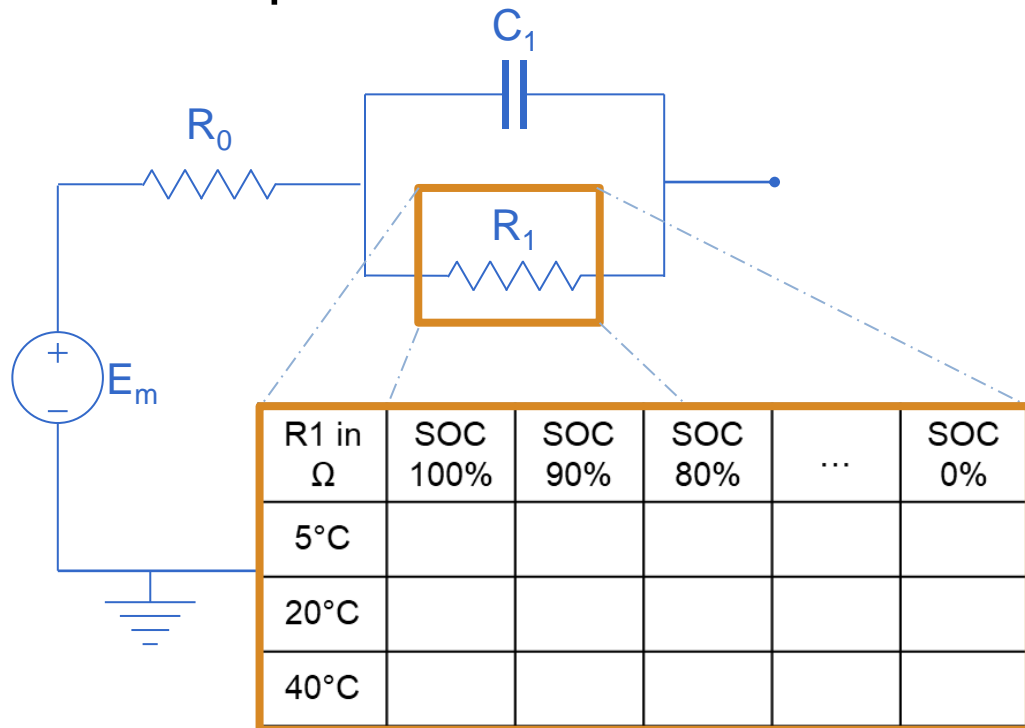 C1
R0
R1
+
Em
−
R1 in Ω SOC 100% SOC 90% SOC 80% ... SOC 0%
5°C
20°C
40°C